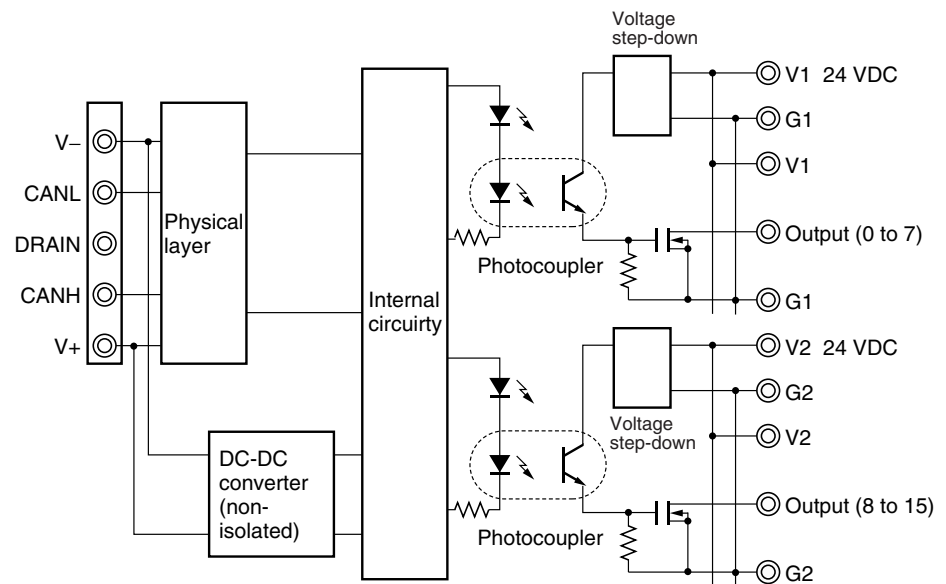 Voltage
step-down
V1 24 VDC
G1
V1
Output (0 to 7)
G1
V–
CANL
DRAIN
CANH
V+
Physical
layer
Internal
circuirty
Photocoupler
DC-DC
converter
(non-
isolated)
V2 24 VDC
G2
Voltage
step-down
V2
Output (8 to 15)
Photocoupler
G2